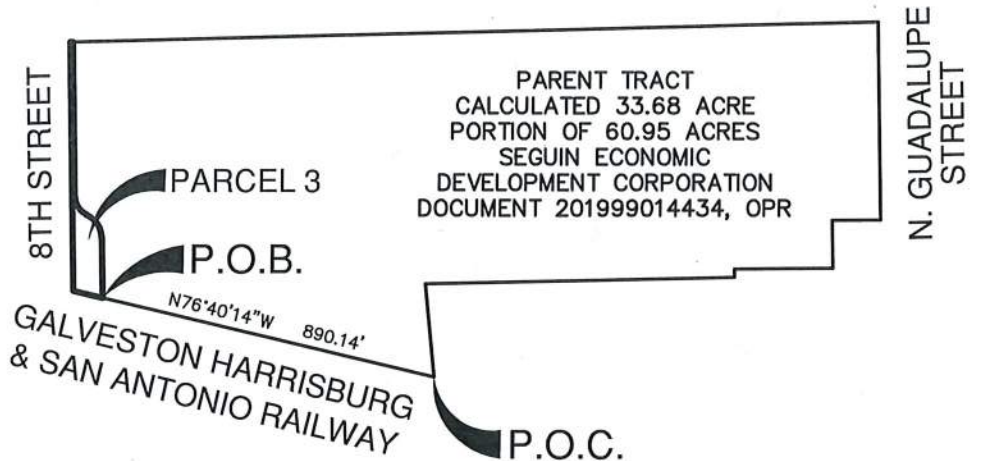 PARENT TRACT
CALCULATED 33.68 ACRE
PORTION OF 60.95 ACRES
SEGUIN ECONOMIC
DEVELOPMENT CORPORATION
DOCUMENT 201999014434, OPR
N. GUADALUPE
STREET
8TH STREET
PARCEL 3
P.O.B.
N76°40'14"W 890.14'
GALVESTON HARRISBURG
& SAN ANTONIO RAILWAY
P.O.C.